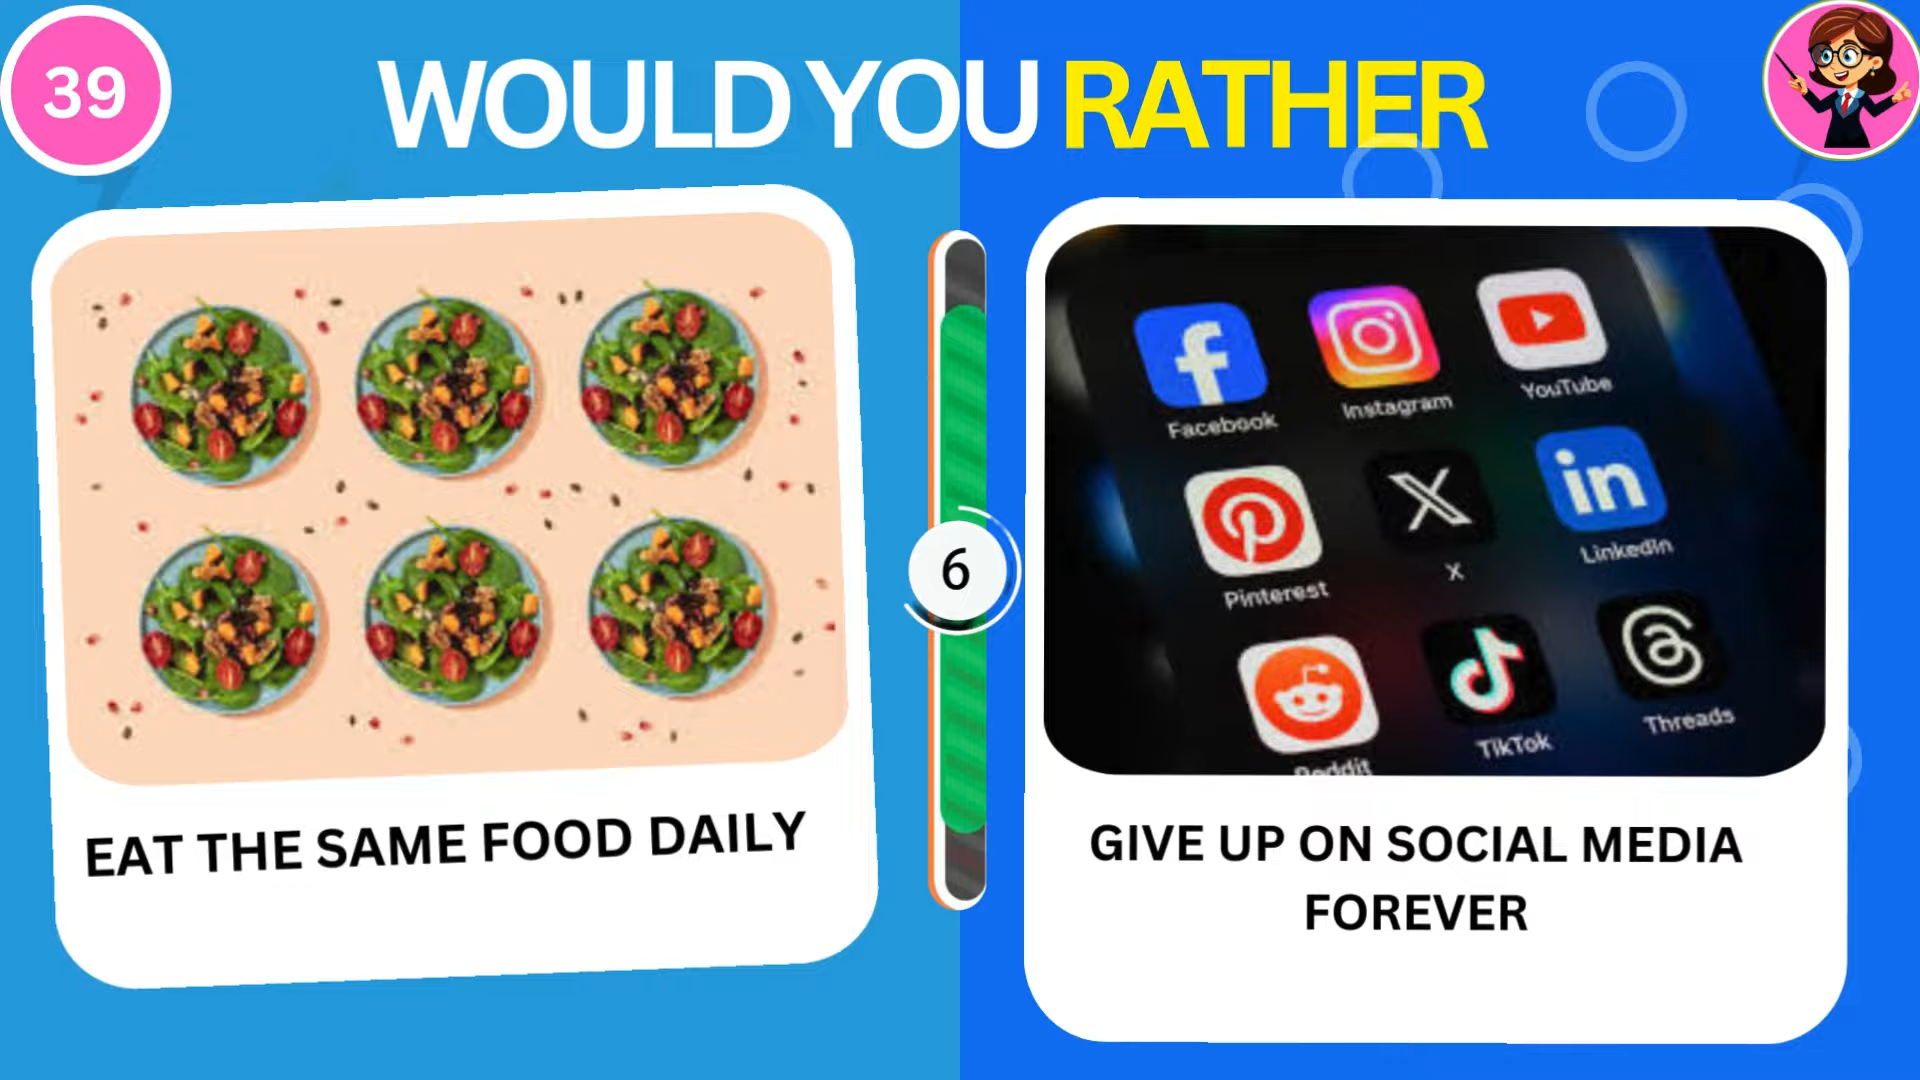 39
WOULD YOU RATHER
EAT THE SAME FOOD DAILY
6
Facebook
Instagram
YouTube
Pinterest
X
LinkedIn
Reddit
TikTok
Threads
GIVE UP ON SOCIAL MEDIA
FOREVER